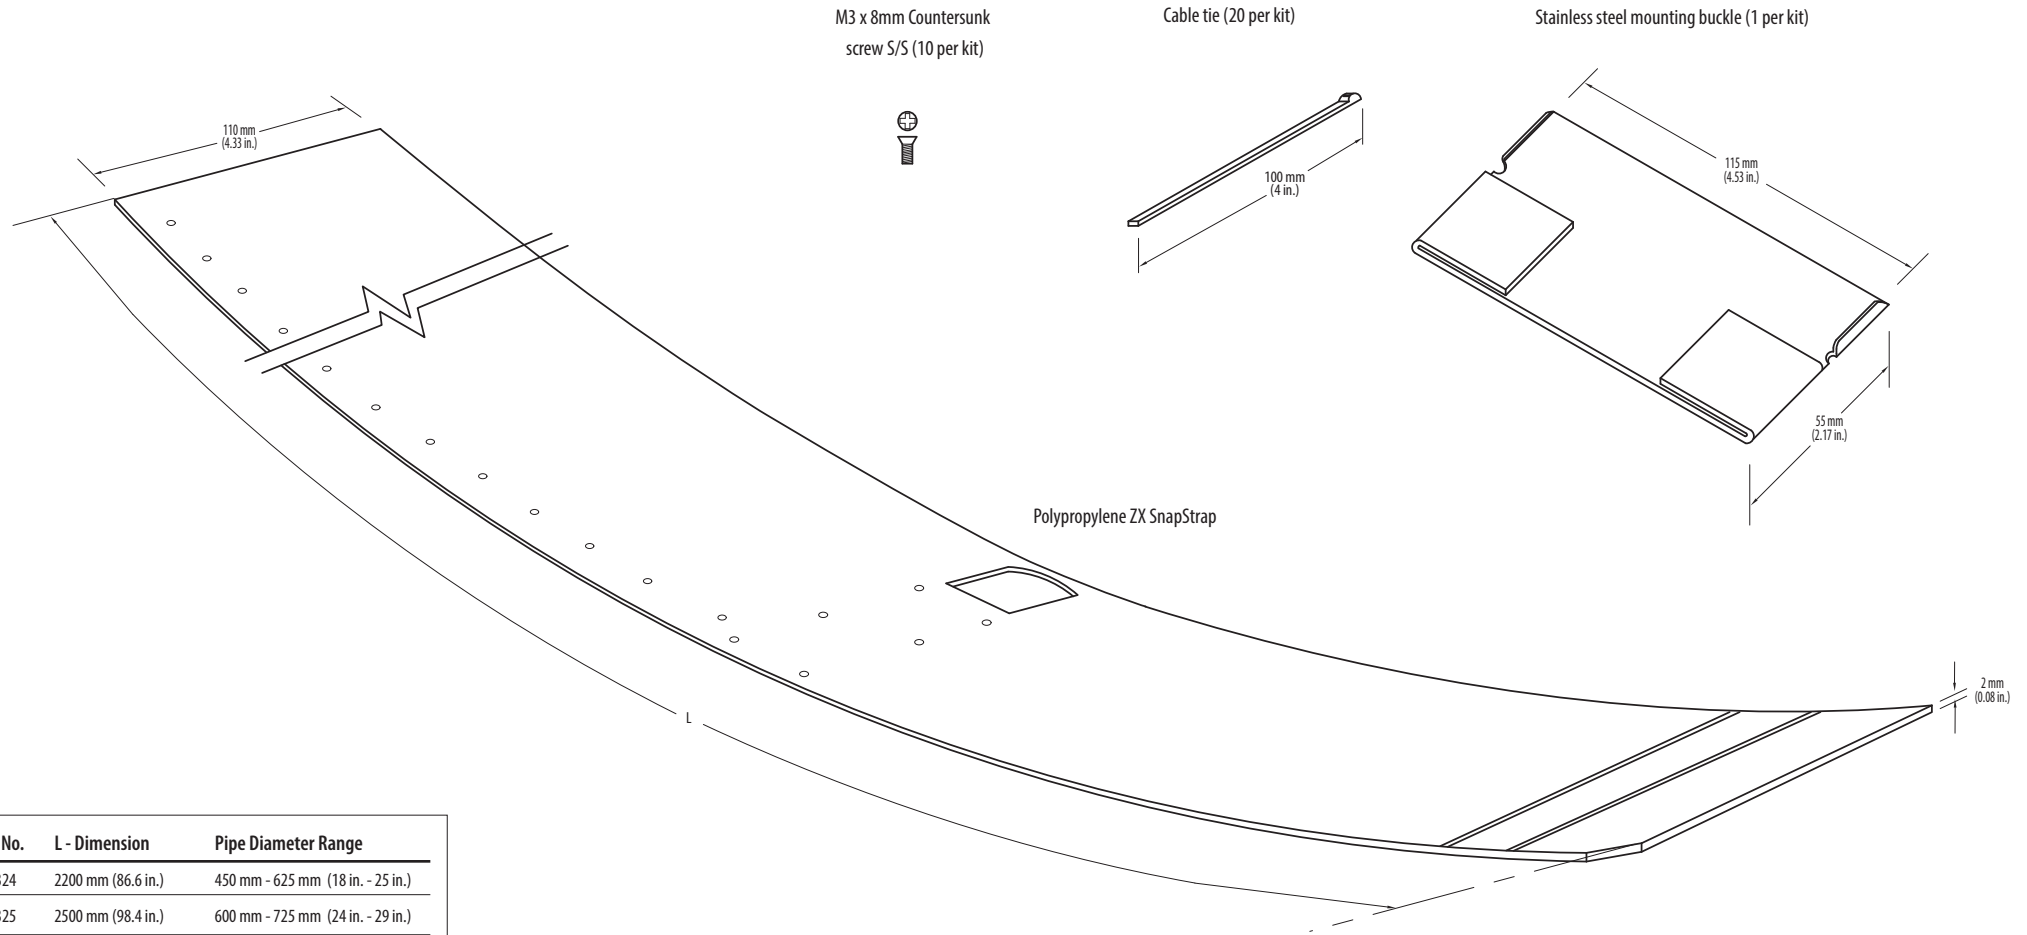 M3 x 8mm Countersunk
screw S/S (10 per kit)
Cable tie (20 per kit)
Stainless steel mounting buckle (1 per kit)
110 mm
(4.33 in.)
100 mm
(4 in.)
115 mm
(4.53 in.)
55 mm
(2.17 in.)
Polypropylene ZX SnapStrap
2 mm
(0.08 in.)
L
No. L - Dimension Pipe Diameter Range
324 2200 mm (86.6 in.) 450 mm - 625 mm (18 in. - 25 in.)
325 2500 mm (98.4 in.) 600 mm - 725 mm (24 in. - 29 in.)